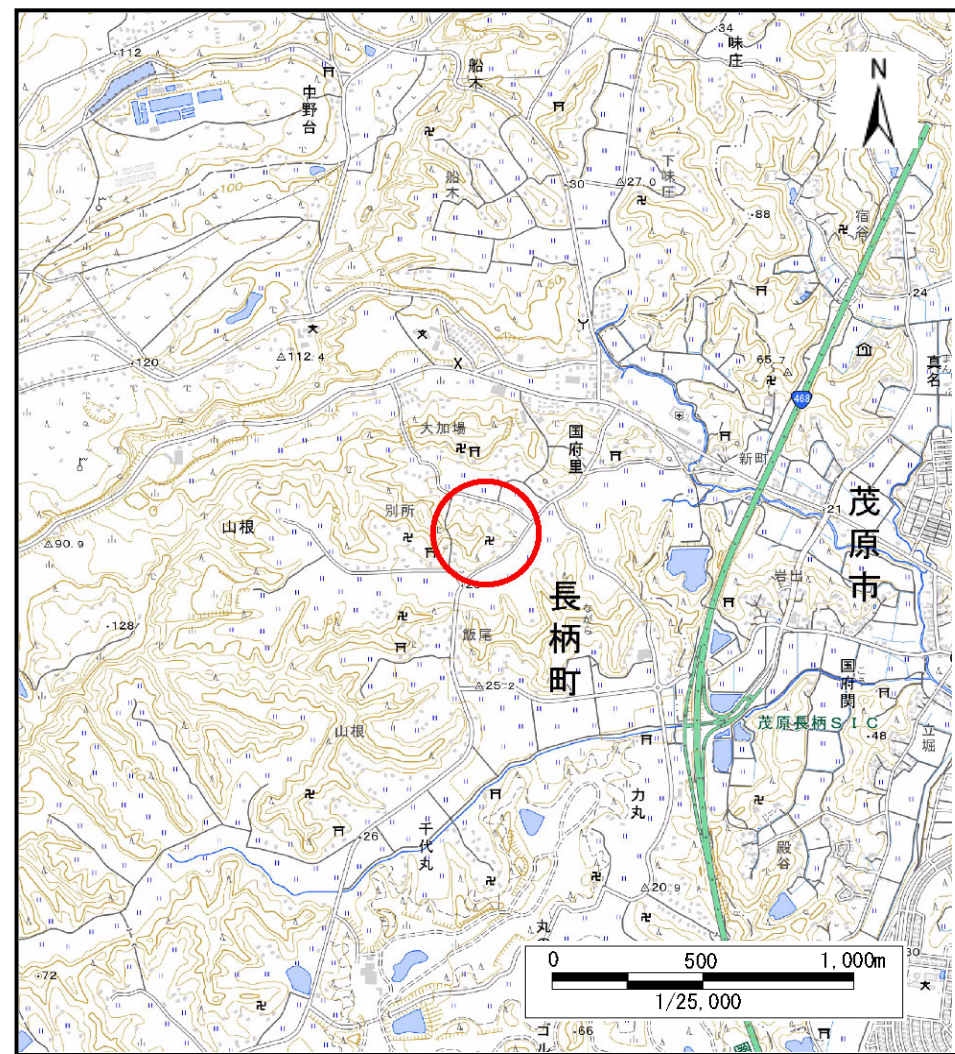 ・112
・34
味庄
船木
N
中野台
船木
・30
△27.0
下味庄
・88
宿谷
100
・24
50
・120
△112.4
65.7
△
真名
468
大加場
国府里
新町
・21
茂原市
山根
別所
△90.9
岩出
長柄町
ながら
・128
飯尾
国府関
△25.2
茂原長柄SIC
・48
立堀
山根
力丸
・26
千代丸
殿谷
△20.9
・72
0 500 1,000m
1/25,000
30
・66